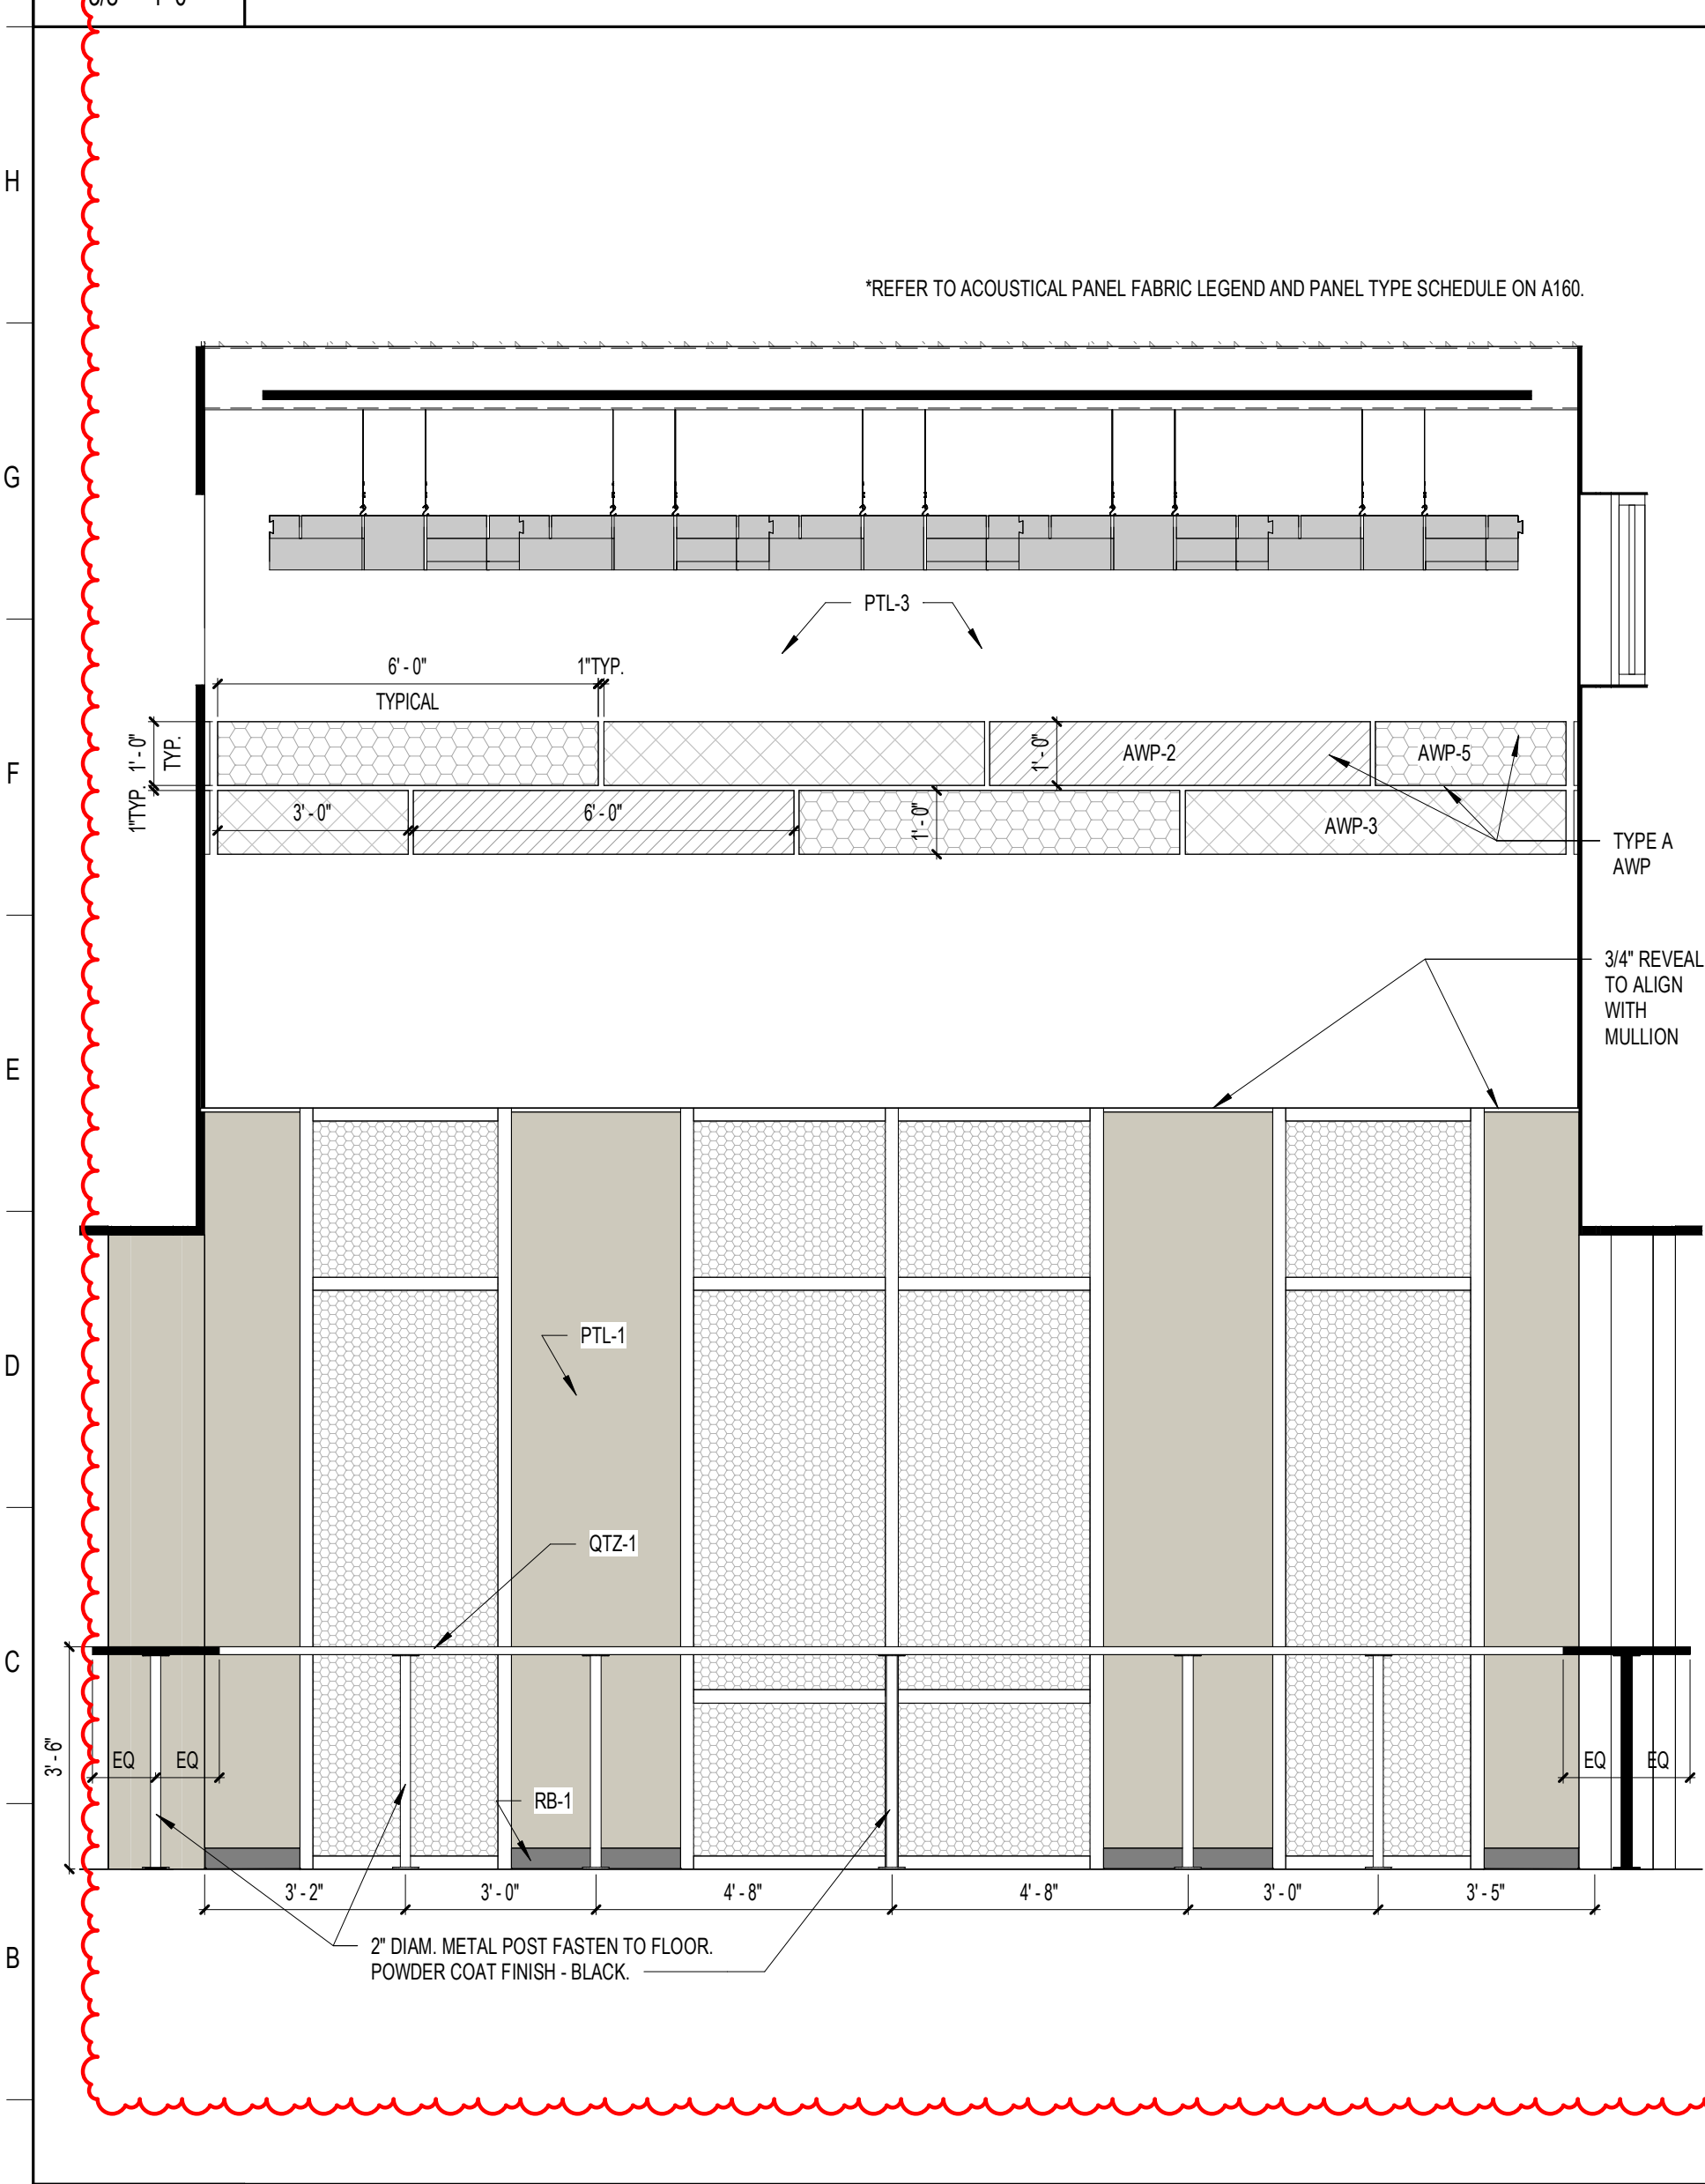 H
*REFER TO ACOUSTICAL PANEL FABRIC LEGEND AND PANEL TYPE SCHEDULE ON A160.
G
PTL-3
6' - 0"
1"TYP.
TYPICAL
1' - 0"
TYP.
F
1' - 0"
AWP-2
AWP-5
1"TYP.
3' - 0"
6' - 0"
1' - 0"
AWP-3
TYPE A
AWP
3/4" REVEAL
TO ALIGN
WITH
MULLION
E
D
PTL-1
QTZ-1
C
3' - 6"
EQ
EQ
EQ
EQ
RB-1
3' - 2"
3' - 0"
4' - 8"
4' - 8"
3' - 0"
3' - 5"
B
2" DIAM. METAL POST FASTEN TO FLOOR.
POWDER COAT FINISH - BLACK.